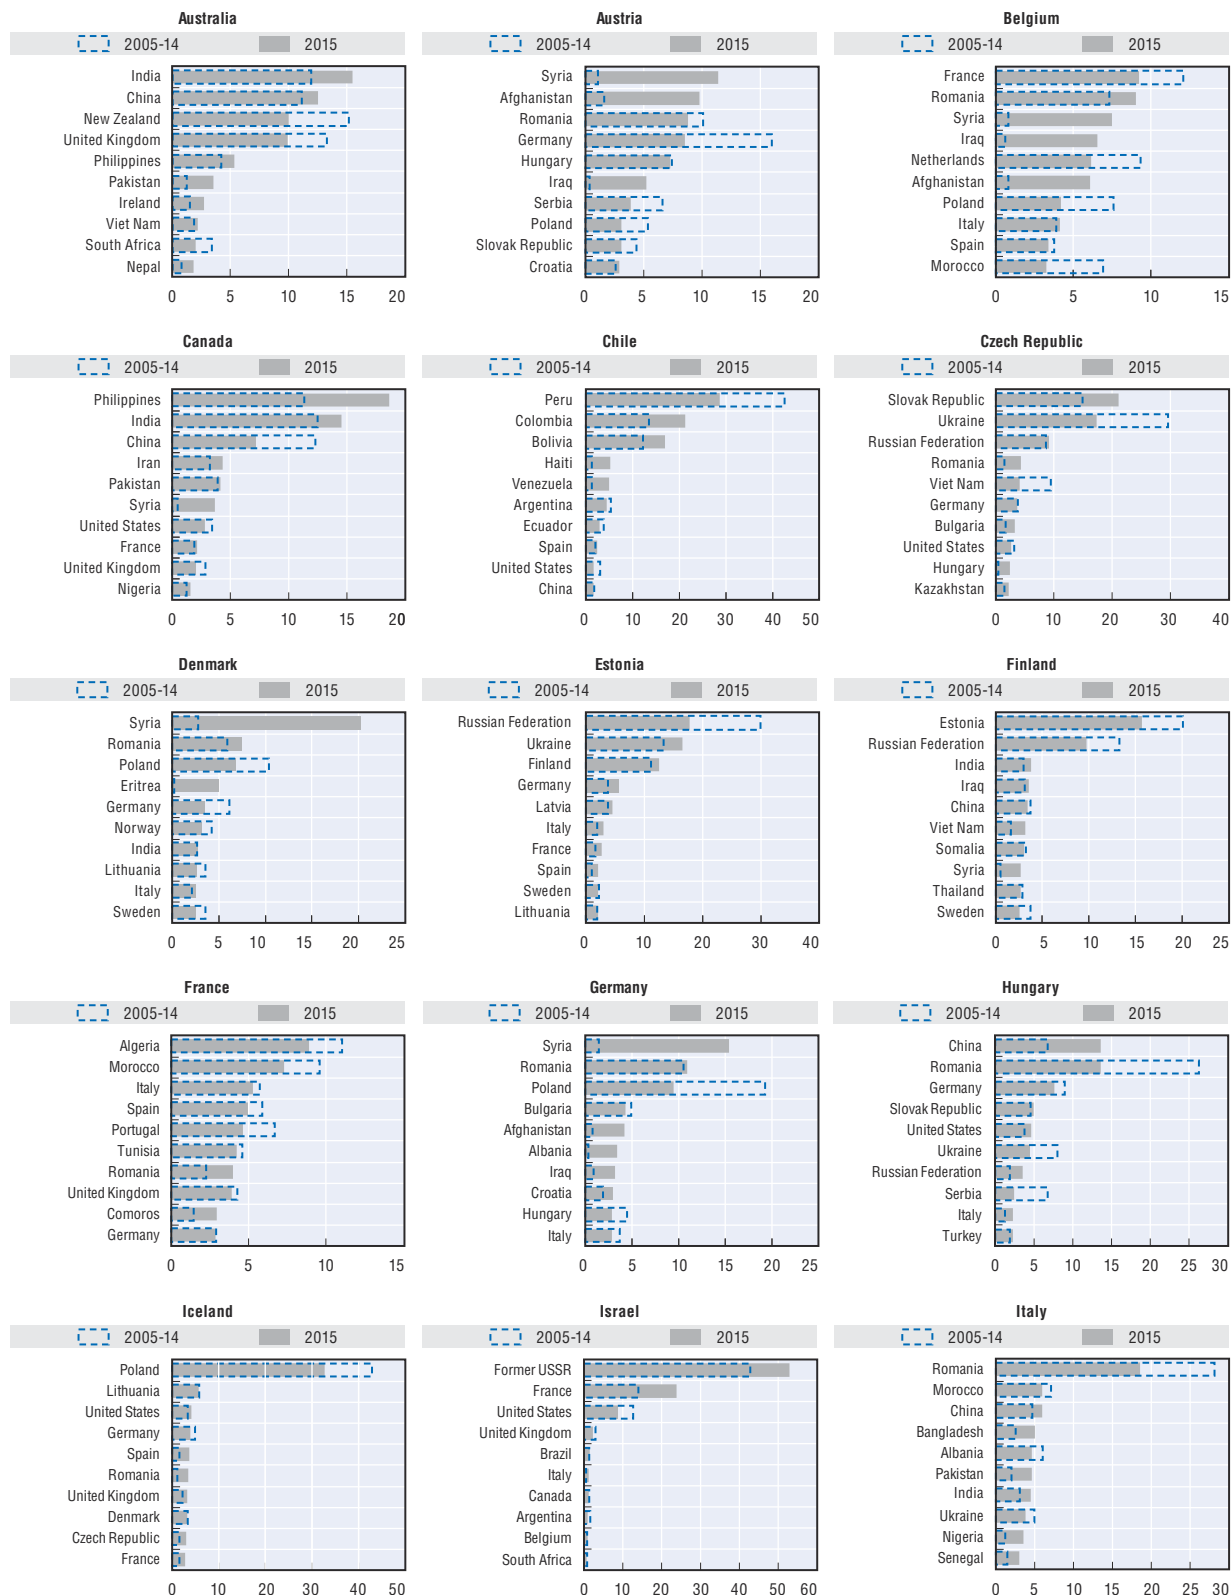 Australia
2005-14 2015
India
China
New Zealand
United Kingdom
Philippines
Pakistan
Ireland
Viet Nam
South Africa
Nepal
0 5 10 15 20
Austria
2005-14 2015
Syria
Afghanistan
Romania
Germany
Hungary
Iraq
Serbia
Poland
Slovak Republic
Croatia
0 5 10 15 20
Belgium
2005-14 2015
France
Romania
Syria
Iraq
Netherlands
Afghanistan
Poland
Italy
Spain
Morocco
0 5 10 15
Canada
2005-14 2015
Philippines
India
China
Iran
Pakistan
Syria
United States
France
United Kingdom
Nigeria
0 5 10 15 20
Chile
2005-14 2015
Peru
Colombia
Bolivia
Haiti
Venezuela
Argentina
Ecuador
Spain
United States
China
0 10 20 30 40 50
Czech Republic
2005-14 2015
Slovak Republic
Ukraine
Russian Federation
Romania
Viet Nam
Germany
Bulgaria
United States
Hungary
Kazakhstan
0 10 20 30 40
Denmark
2005-14 2015
Syria
Romania
Poland
Eritrea
Germany
Norway
India
Lithuania
Italy
Sweden
0 5 10 15 20 25
Estonia
2005-14 2015
Russian Federation
Ukraine
Finland
Germany
Latvia
Italy
France
Spain
Sweden
Lithuania
0 10 20 30 40
Finland
2005-14 2015
Estonia
Russian Federation
India
Iraq
China
Viet Nam
Somalia
Syria
Thailand
Sweden
0 5 10 15 20 25
France
2005-14 2015
Algeria
Morocco
Italy
Spain
Portugal
Tunisia
Romania
United Kingdom
Comoros
Germany
0 5 10 15
Germany
2005-14 2015
Syria
Romania
Poland
Bulgaria
Afghanistan
Albania
Iraq
Croatia
Hungary
Italy
0 5 10 15 20 25
Hungary
2005-14 2015
China
Romania
Germany
Slovak Republic
United States
Ukraine
Russian Federation
Serbia
Italy
Turkey
0 5 10 15 20 25 30
Iceland
2005-14 2015
Poland
Lithuania
United States
Germany
Spain
Romania
United Kingdom
Denmark
Czech Republic
France
0 10 20 30 40 50
Israel
2005-14 2015
Former USSR
France
United States
United Kingdom
Brazil
Italy
Canada
Argentina
Belgium
South Africa
0 10 20 30 40 50 60
Italy
2005-14 2015
Romania
Morocco
China
Bangladesh
Albania
Pakistan
India
Ukraine
Nigeria
Senegal
0 5 10 15 20 25 30